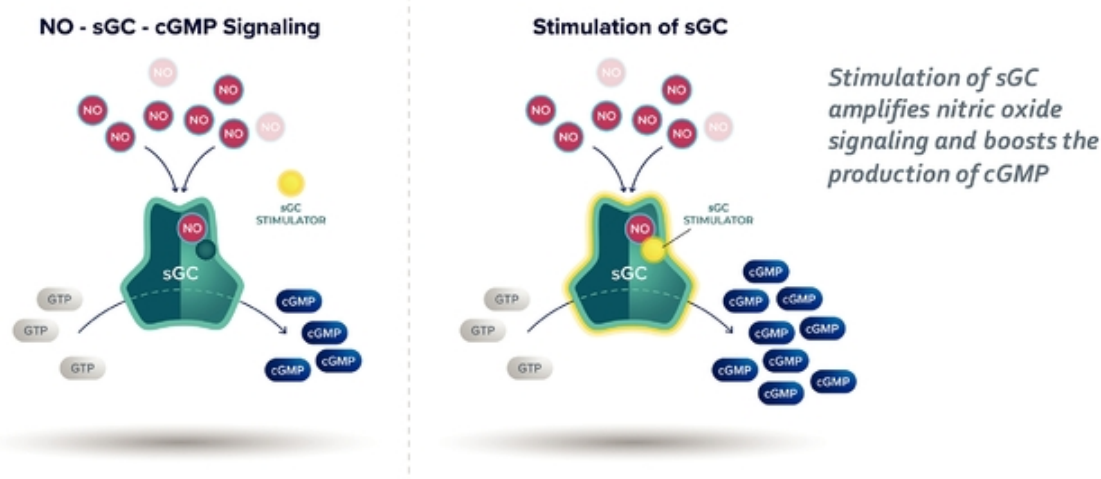 NO - sGC - cGMP Signaling
NO
NO
NO
NO
NO
NO
NO
NO
sGC
STIMULATOR
NO
sGC
GTP
GTP
GTP
cGMP
cGMP
cGMP
cGMP
Stimulation of sGC
NO
NO
NO
NO
NO
NO
NO
NO
sGC
STIMULATOR
NO
sGC
GTP
GTP
GTP
cGMP
cGMP
cGMP
cGMP
cGMP
cGMP
cGMP
cGMP
cGMP
Stimulation of sGC
amplifies nitric oxide
signaling and boosts the
production of cGMP